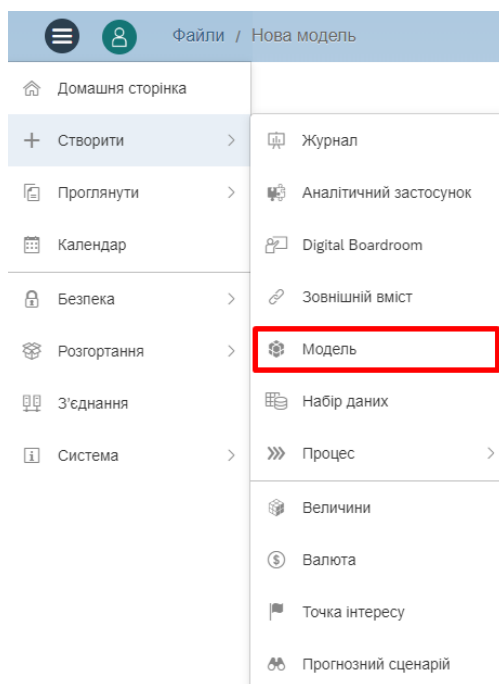 Файли / Нова модель
Домашня сторінка
Створити
Проглянути
Календар
Безпека
Розгортання
З'єднання
Система
Журнал
Аналітичний застосунок
Digital Boardroom
Зовнішній вміст
Модель
Набір даних
Процес
Величини
Валюта
Точка інтересу
Прогнозний сценарій